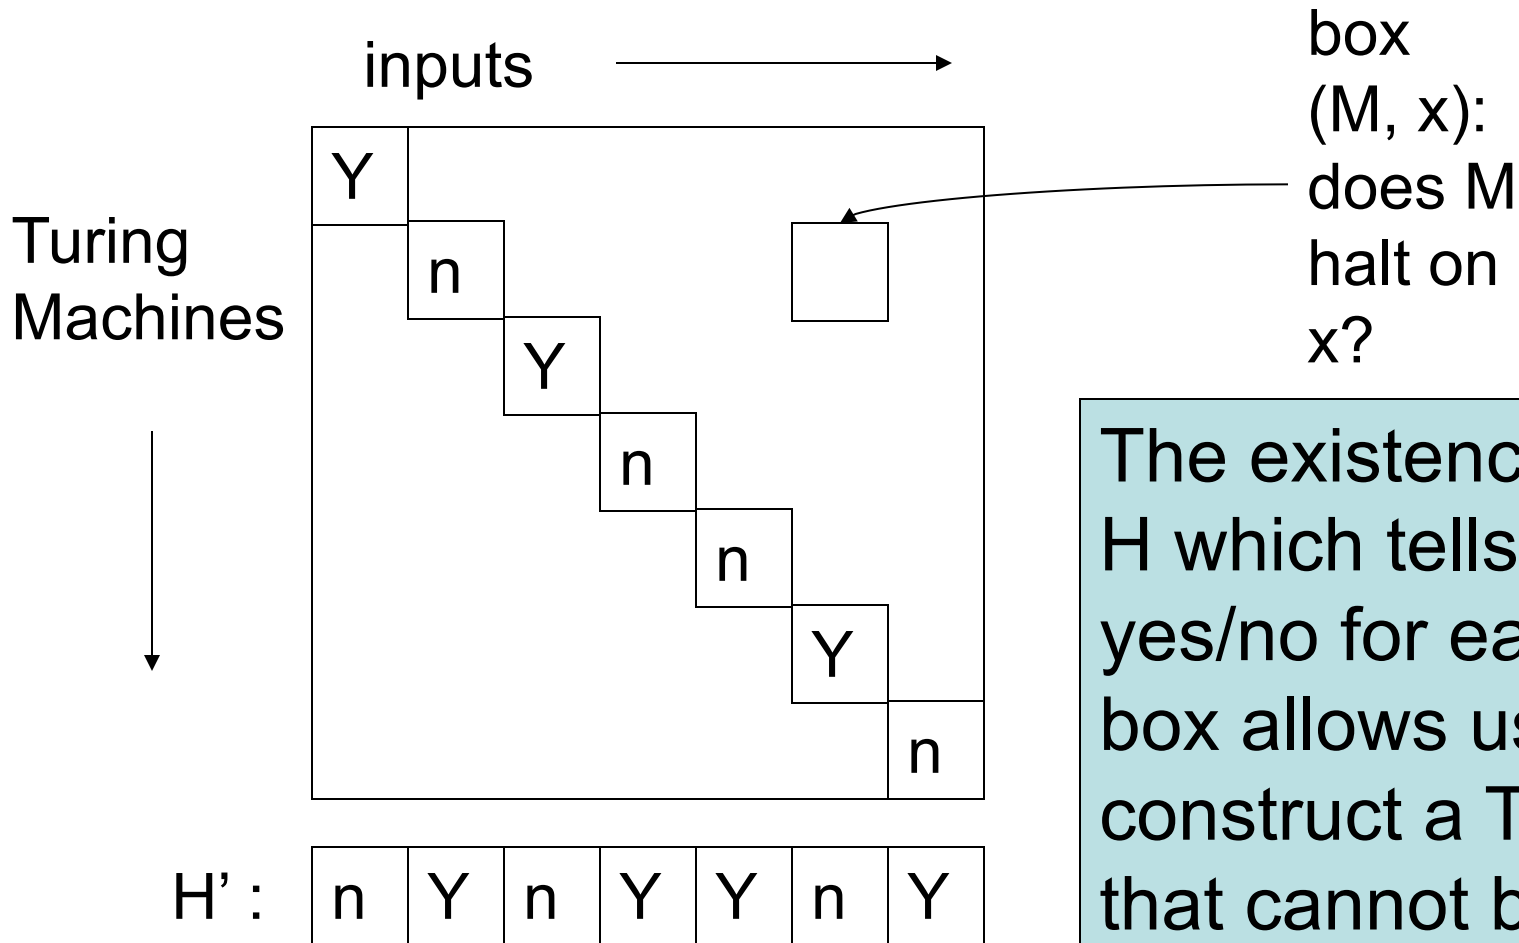 inputs
box
(M, x):
does M
halt on
x?
Turing
Machines
Y
n
Y
n
n
Y
n
H’ :
n Y n Y Y n Y
The existenc
H which tells
yes/no for ea
box allows us
construct a T
that cannot b